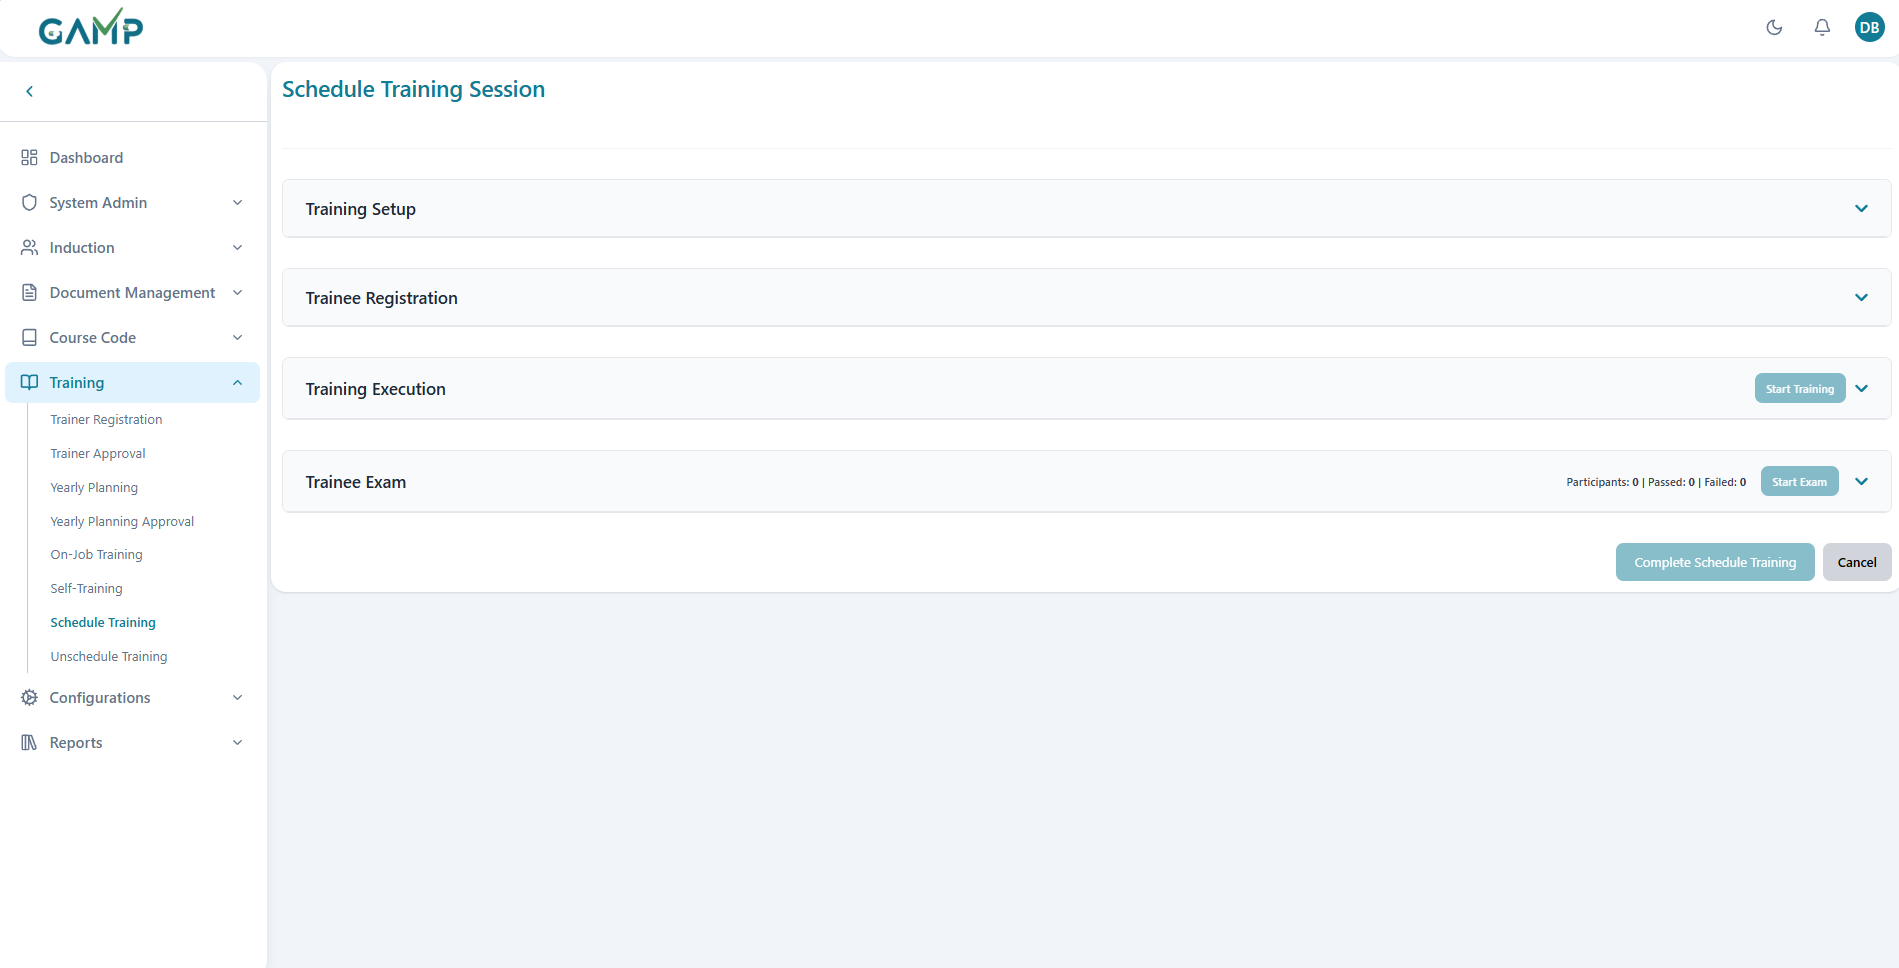 GAMP
DB
Schedule Training Session
Dashboard
System Admin
Induction
Document Management
Course Code
Training
Trainer Registration
Trainer Approval
Yearly Planning
Yearly Planning Approval
On-Job Training
Self-Training
Schedule Training
Unschedule Training
Configurations
Reports
Training Setup
Trainee Registration
Training Execution
Start Training
Trainee Exam
Participants: 0 | Passed: 0 | Failed: 0
Start Exam
Complete Schedule Training
Cancel